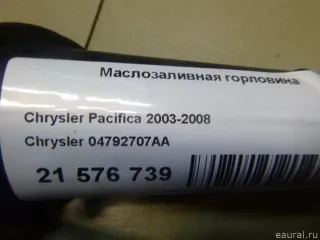 Маслозаливная горловина
Chrysler Pacifica 2003-2008
Chrysler 04792707AA
21 576 739
eaural.ru